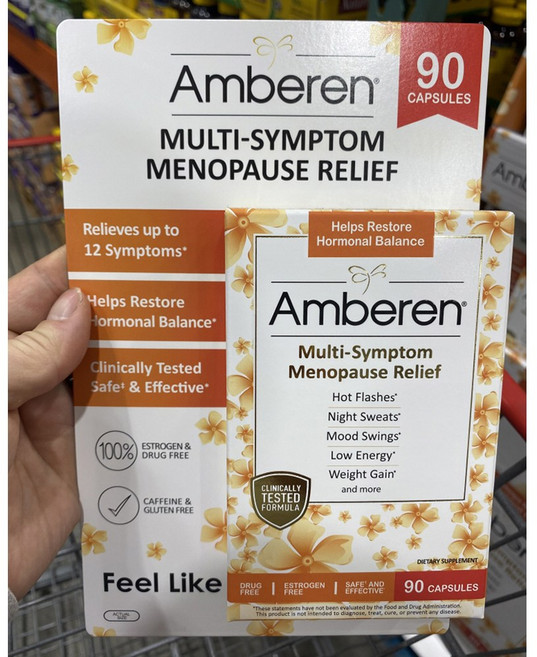 Amberen®
90
CAPSULES
MULTI-SYMPTOM
MENOPAUSE RELIEF
Relieves up to
12 Symptoms*
Helps Restore
Hormonal Balance*
Clinically Tested
Safe‡ & Effective*
100%
ESTROGEN &
DRUG FREE
CAFFEINE &
GLUTEN FREE
Feel Like
ACTUAL
SIZE
Helps Restore
Hormonal Balance
Amberen®
Multi-Symptom
Menopause Relief
Hot Flashes*
Night Sweats*
Mood Swings*
Low Energy*
Weight Gain*
and more
CLINICALLY
TESTED
FORMULA
DIETARY SUPPLEMENT
DRUG
FREE
ESTROGEN
FREE
SAFE‡ AND
EFFECTIVE*
90 CAPSULES
*These statements have not been evaluated by the Food and Drug Administration.
This product is not intended to diagnose, treat, cure, or prevent any disease.
Am